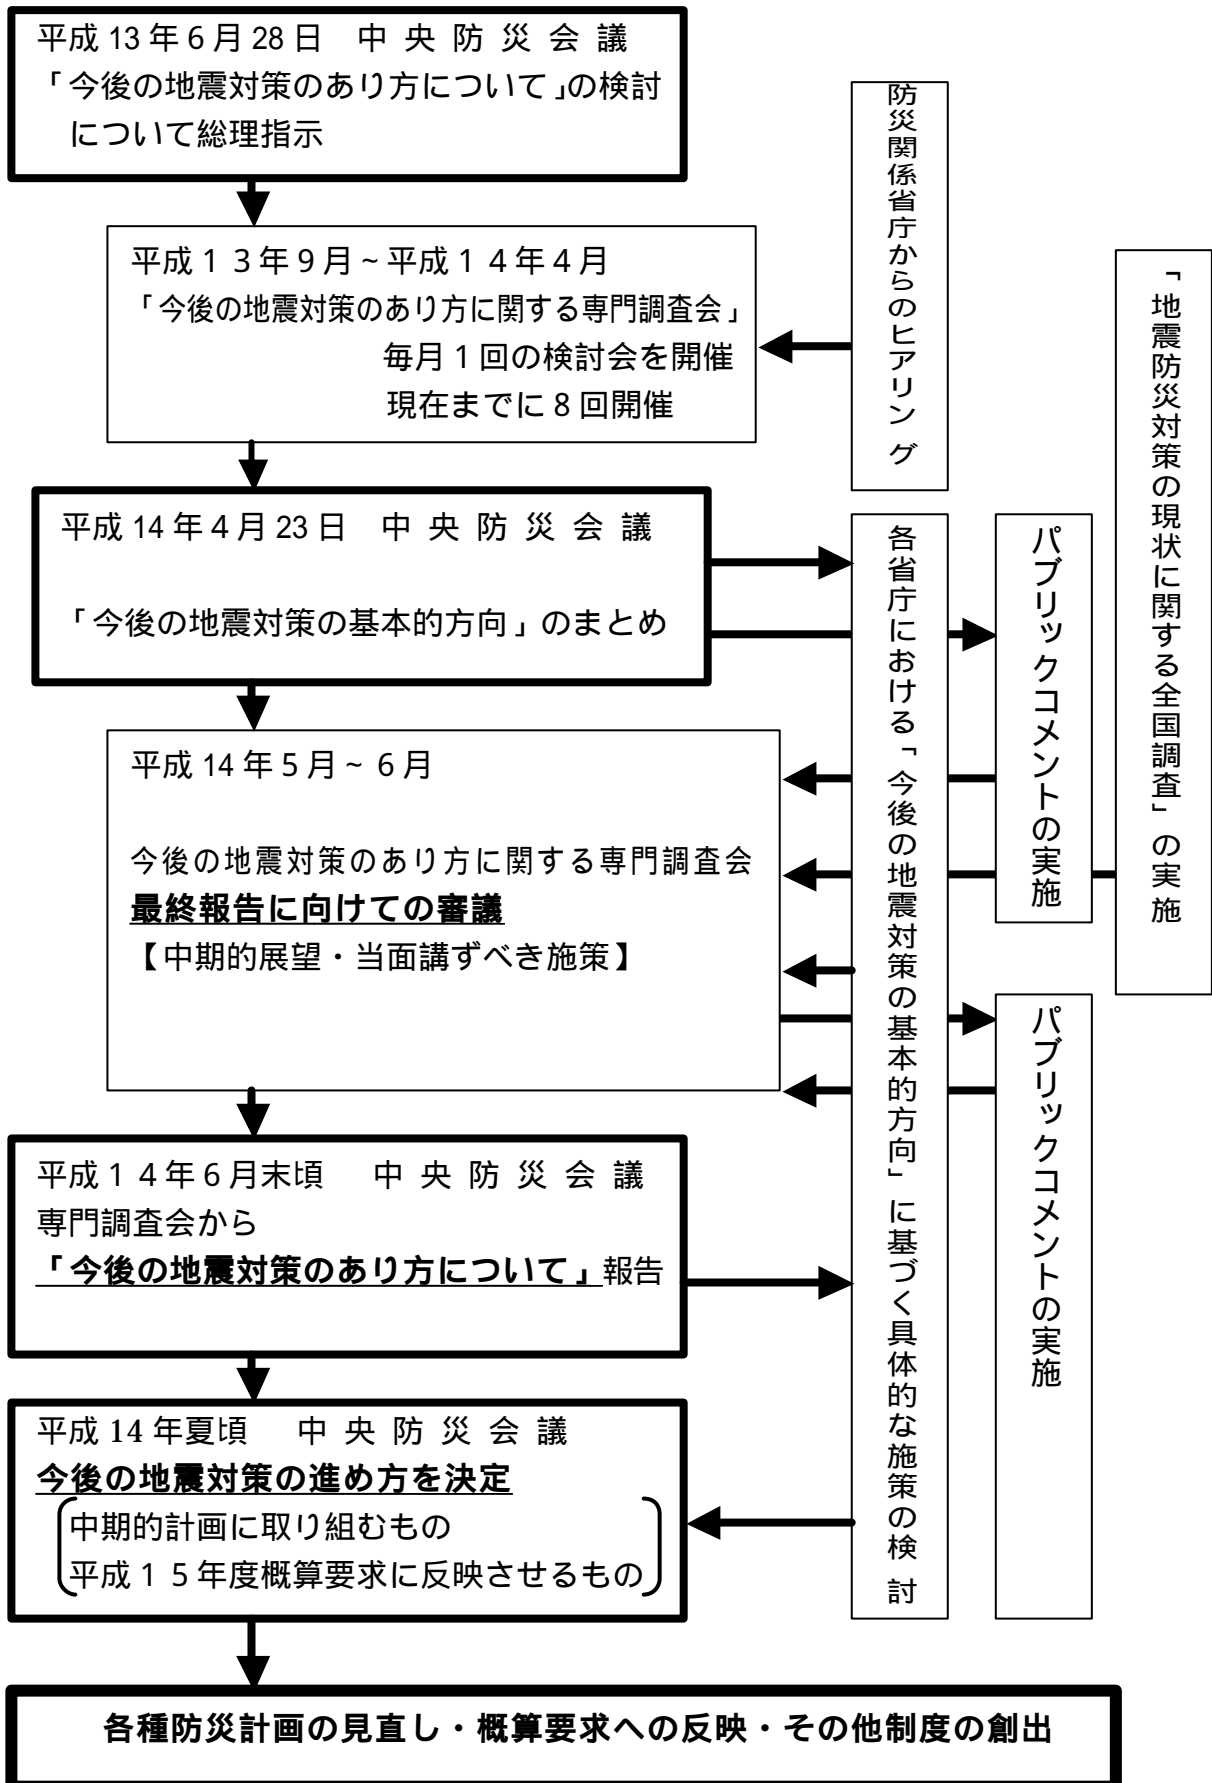 平成13年6月28日　中 央 防 災 会 議
「今後の地震対策のあり方について」の検討
について総理指示
平成１３年９月～平成１４年４月
「今後の地震対策のあり方に関する専門調査会」
毎月１回の検討会を開催
現在までに８回開催
防災関係省庁からのヒアリング
「地震防災対策の現状に関する全国調査」の実施
平成14年４月23日　中 央 防 災 会 議
「今後の地震対策の基本的方向」のまとめ
各省庁における「今後の地震対策の基本的方向」に基づく具体的な施策の検討
パブリックコメントの実施
平成14年５月～６月
今後の地震対策のあり方に関する専門調査会
最終報告に向けての審議
【中期的展望・当面講ずべき施策】
パブリックコメントの実施
平成１４年６月末頃　中 央 防 災 会 議
専門調査会から
「今後の地震対策のあり方について」報告
平成14年夏頃　中 央 防 災 会 議
今後の地震対策の進め方を決定
中期的計画に取り組むもの
平成１５年度概算要求に反映させるもの
各種防災計画の見直し・概算要求への反映・その他制度の創出